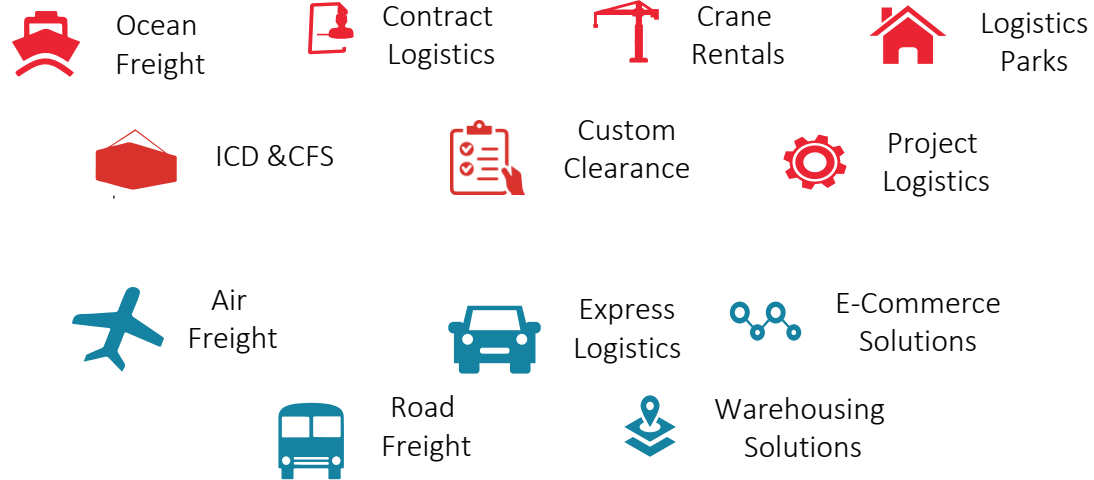 Ocean
Freight
Contract
Logistics
Crane
Rentals
Logistics
Parks
ICD &CFS
Custom
Clearance
Project
Logistics
Air
Freight
Express
Logistics
E-Commerce
Solutions
Road
Freight
Warehousing
Solutions